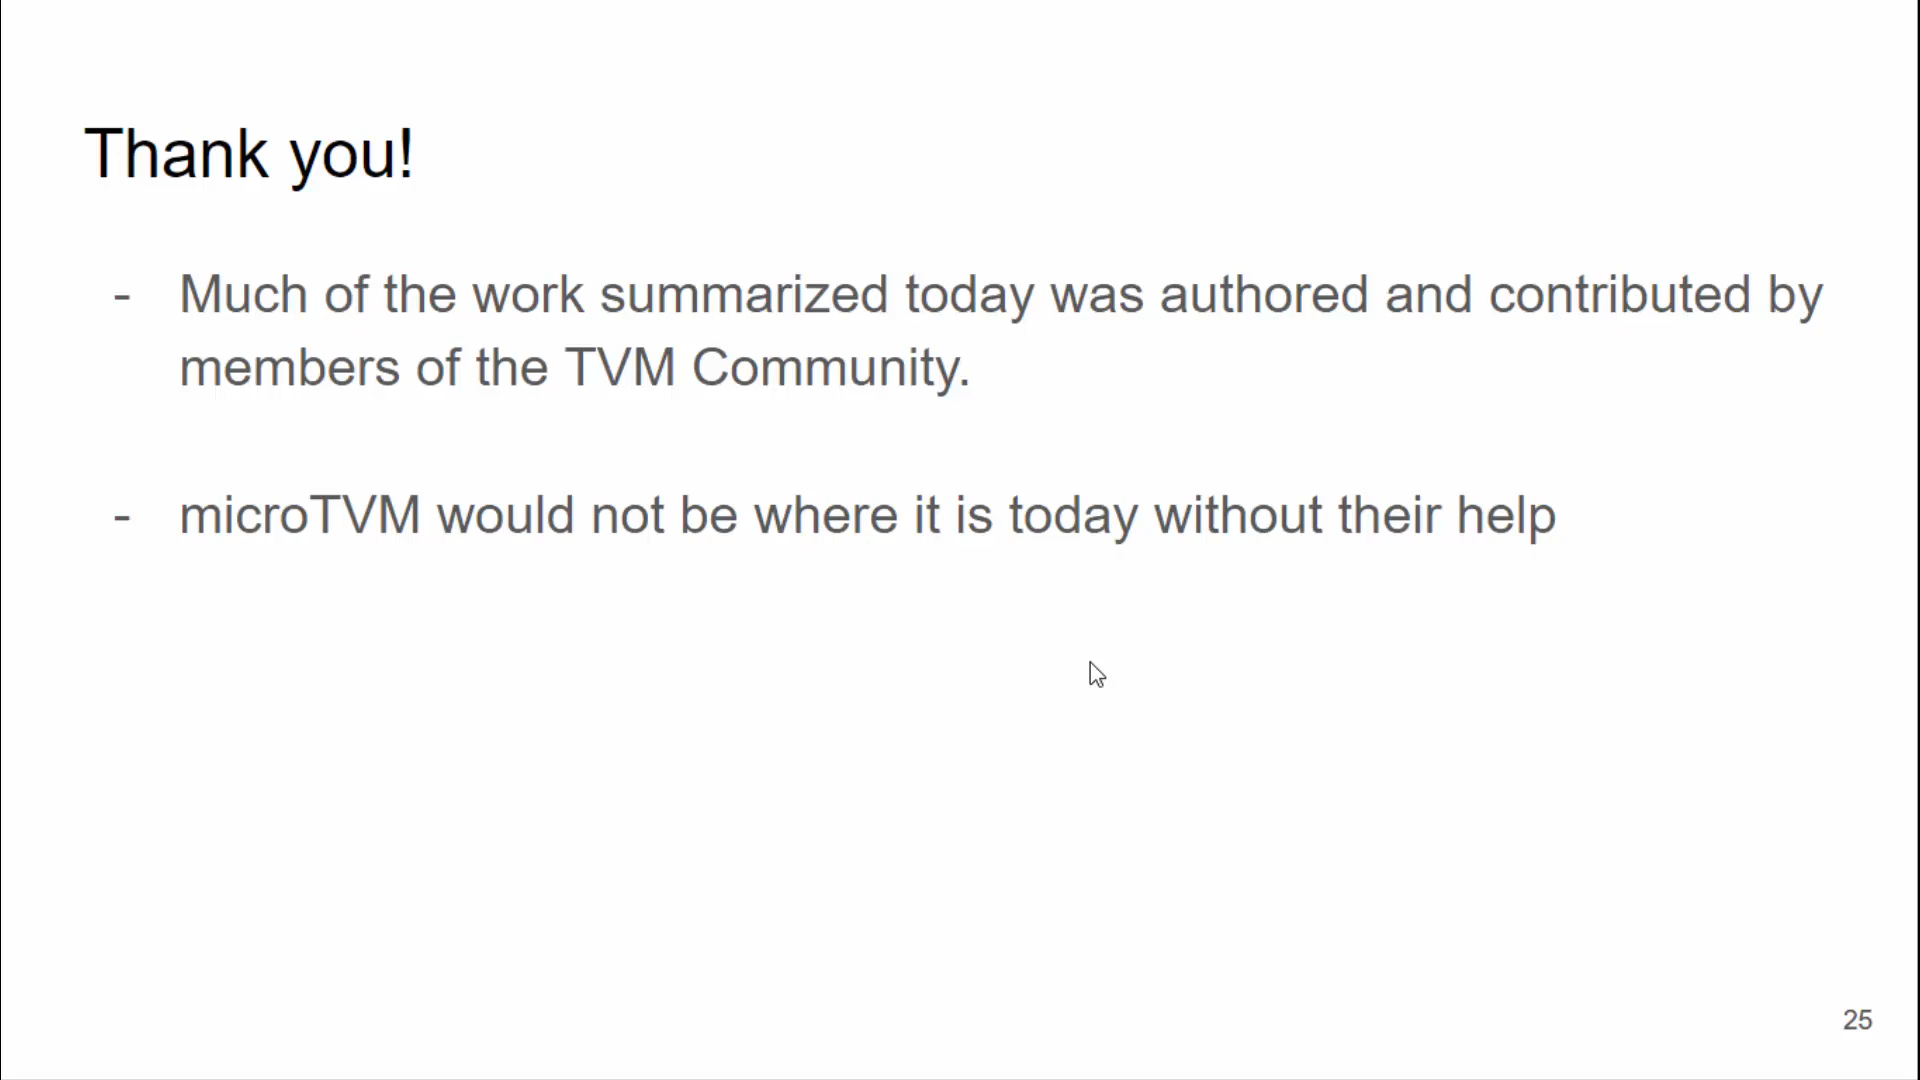 Thank you!
- Much of the work summarized today was authored and contributed by
members of the TVM Community.
- microTVM would not be where it is today without their help
25